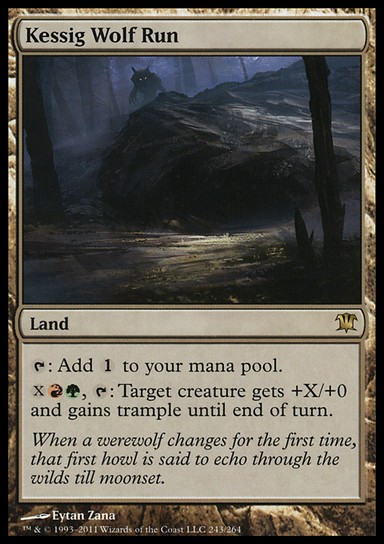 Kessig Wolf Run
Land
: Add 1 to your mana pool.
X, : Target creature gets +X/+0
and gains trample until end of turn.
When a werewolf changes for the first time,
that first howl is said to echo through the
wilds till moonset.
Eytan Zana
™ & © 1993–2011 Wizards of the Coast LLC 243/264